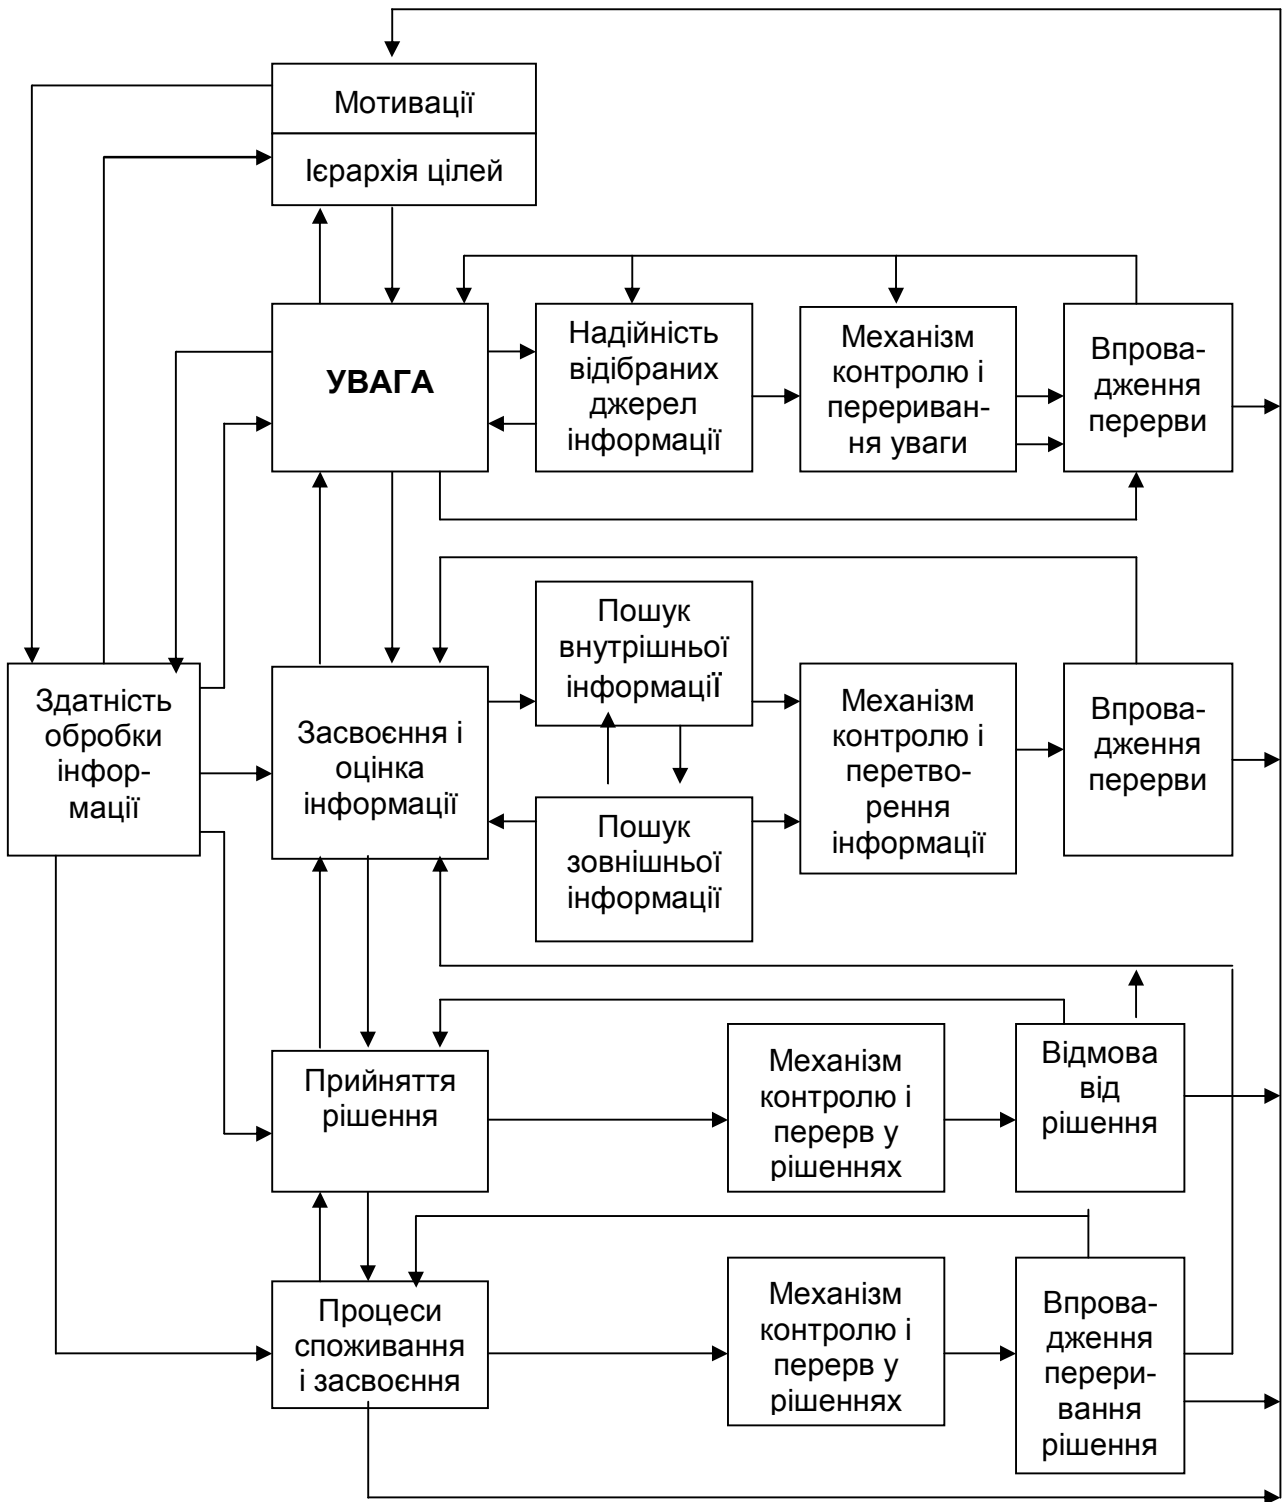 Мотивації
Ієрархія цілей
УВАГА
Надійність
відібраних
джерел
інформації
Механізм
контролю і
перериван-
ня уваги
Впрова-
дження
перерви
Здатність
обробки
інфор-
мації
Засвоєння і
оцінка
інформації
Пошук
внутрішньої
інформації
Пошук
зовнішньої
інформації
Механізм
контролю і
перетво-
рення
інформації
Впрова-
дження
перерви
Прийняття
рішення
Механізм
контролю і
перерв у
рішеннях
Відмова
від
рішення
Процеси
споживання
і засвоєння
Механізм
контролю і
перерв у
рішеннях
Впрова-
дження
перери-
вання
рішення